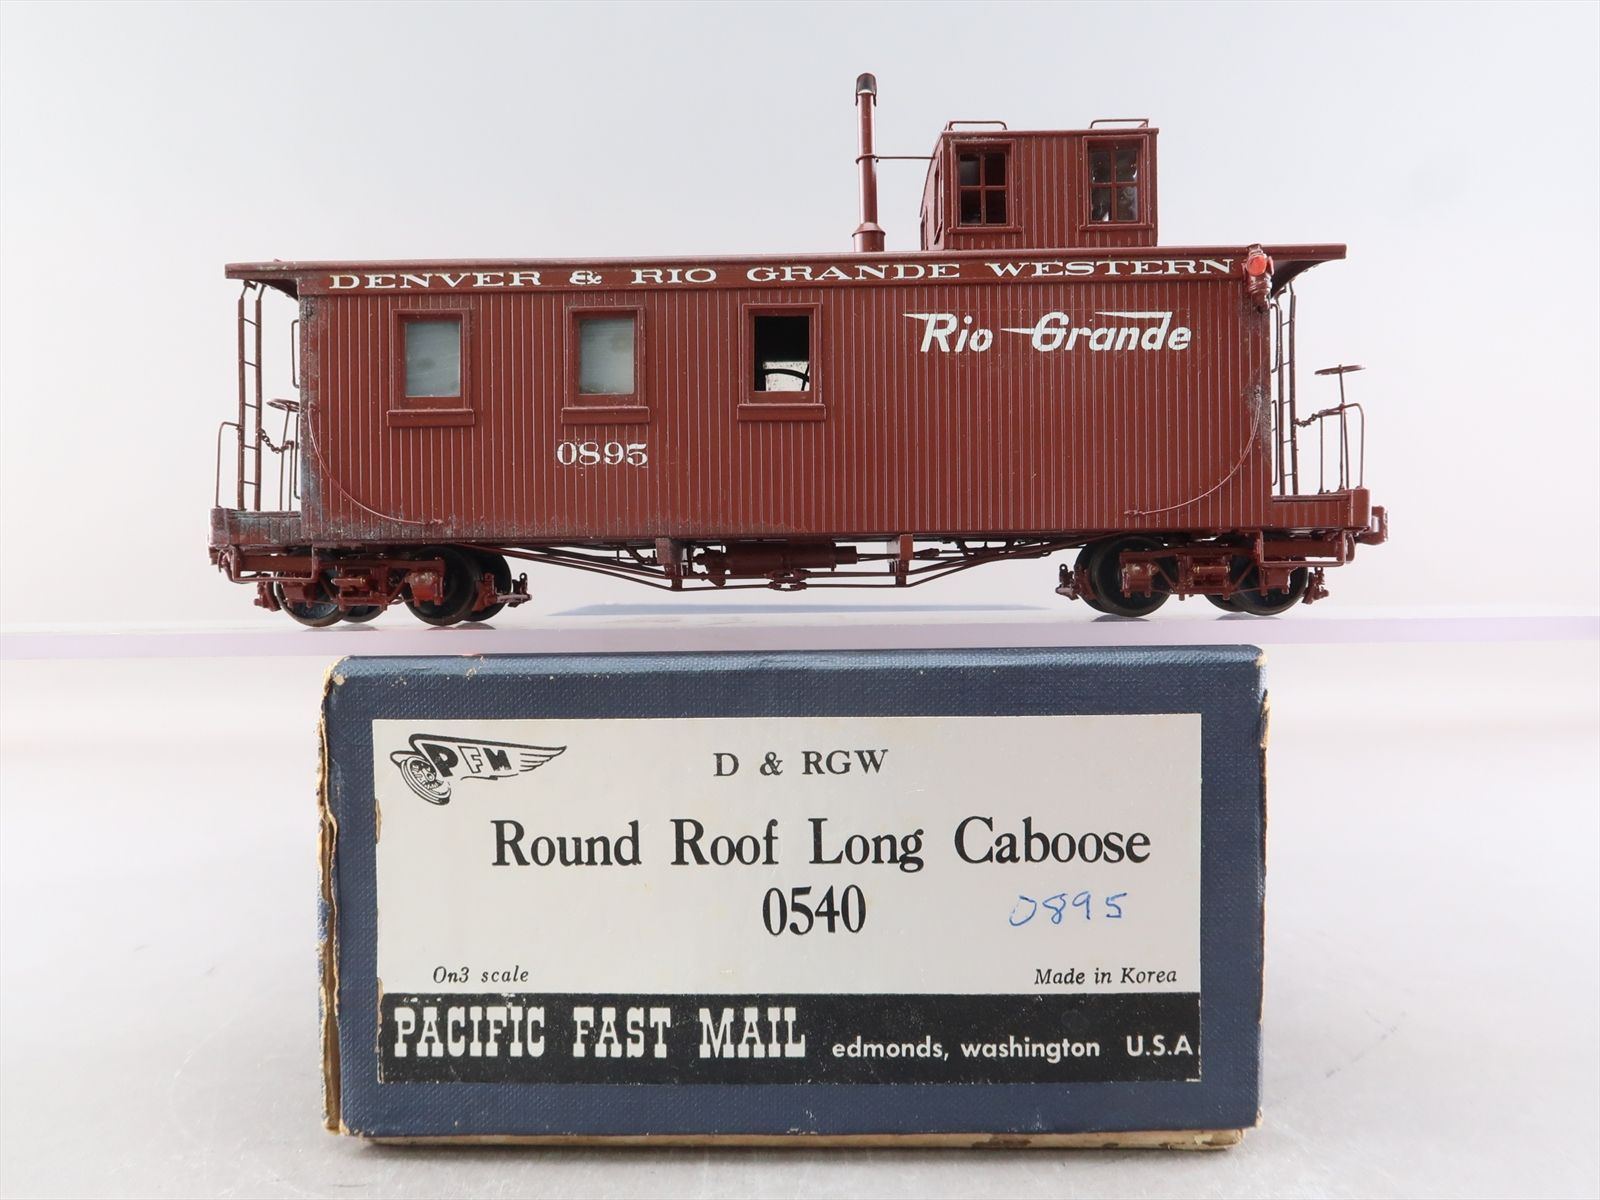 DENVER & RIO GRANDE WESTERN
Rio Grande
0895
PFM
D & RGW
Round Roof Long Caboose
0540
0895
On3 scale
Made in Korea
PACIFIC FAST MAIL edmonds, washington U.S.A